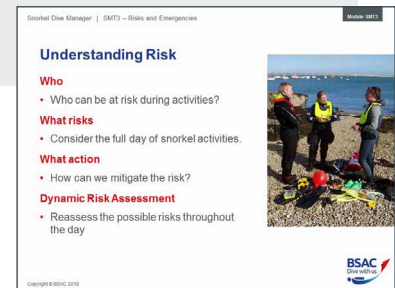 Snorkel Dive Manager | SMT3 – Risks and Emergencies
Module SMT3
Understanding Risk
Who
• Who can be at risk during activities?
What risks
• Consider the full day of snorkel activities.
What action
• How can we mitigate the risk?
Dynamic Risk Assessment
• Reassess the possible risks throughout
the day
BSAC
Dive with us
Copyright © BSAC 2016